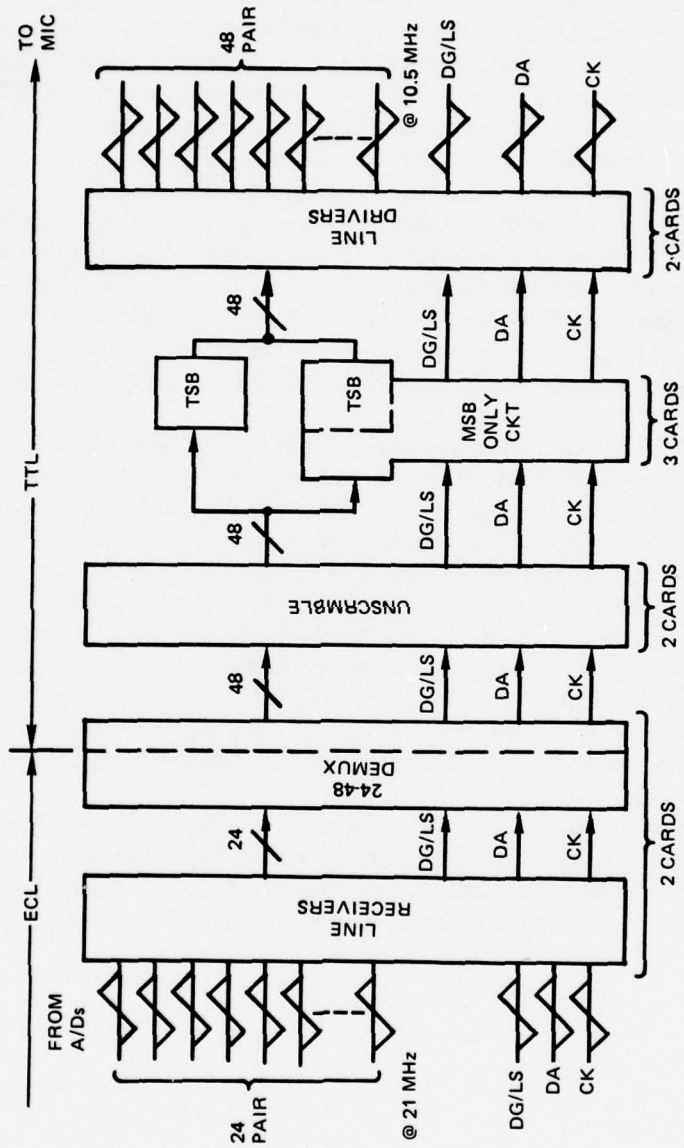 ECL
TTL
TO
MIC
FROM
A/Ds
24
PAIR
@ 21 MHz
DG/LS
DA
CK
LINE
RECEIVERS
24
DG/LS
DA
CK
24-48
DEMUX
2 CARDS
48
DG/LS
DA
CK
UNSCRMBLE
2 CARDS
48
DG/LS
DA
CK
TSB
TSB
MSB
ONLY
CKT
3 CARDS
48
DG/LS
DA
CK
LINE
DRIVERS
2 CARDS
48
PAIR
@ 10.5 MHz
DG/LS
DA
CK